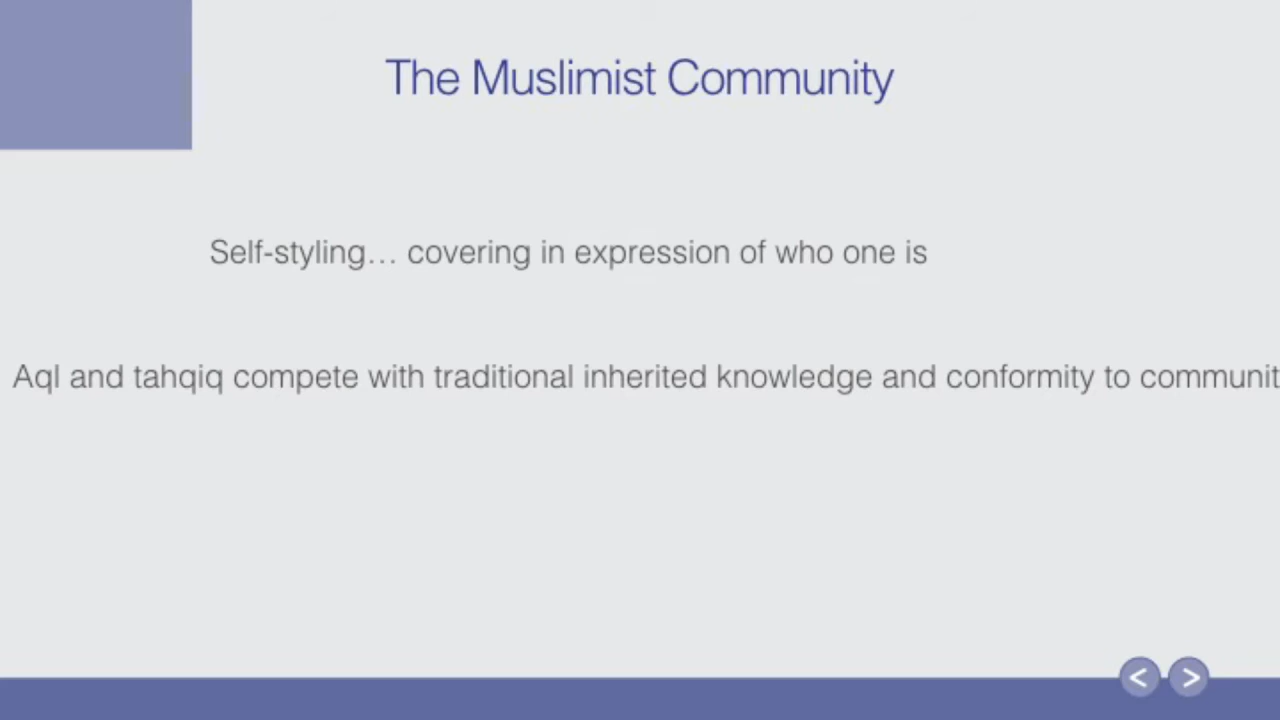 The Muslimist Community
Self-styling… covering in expression of who one is
Aql and tahqiq compete with traditional inherited knowledge and conformity to communit
< >